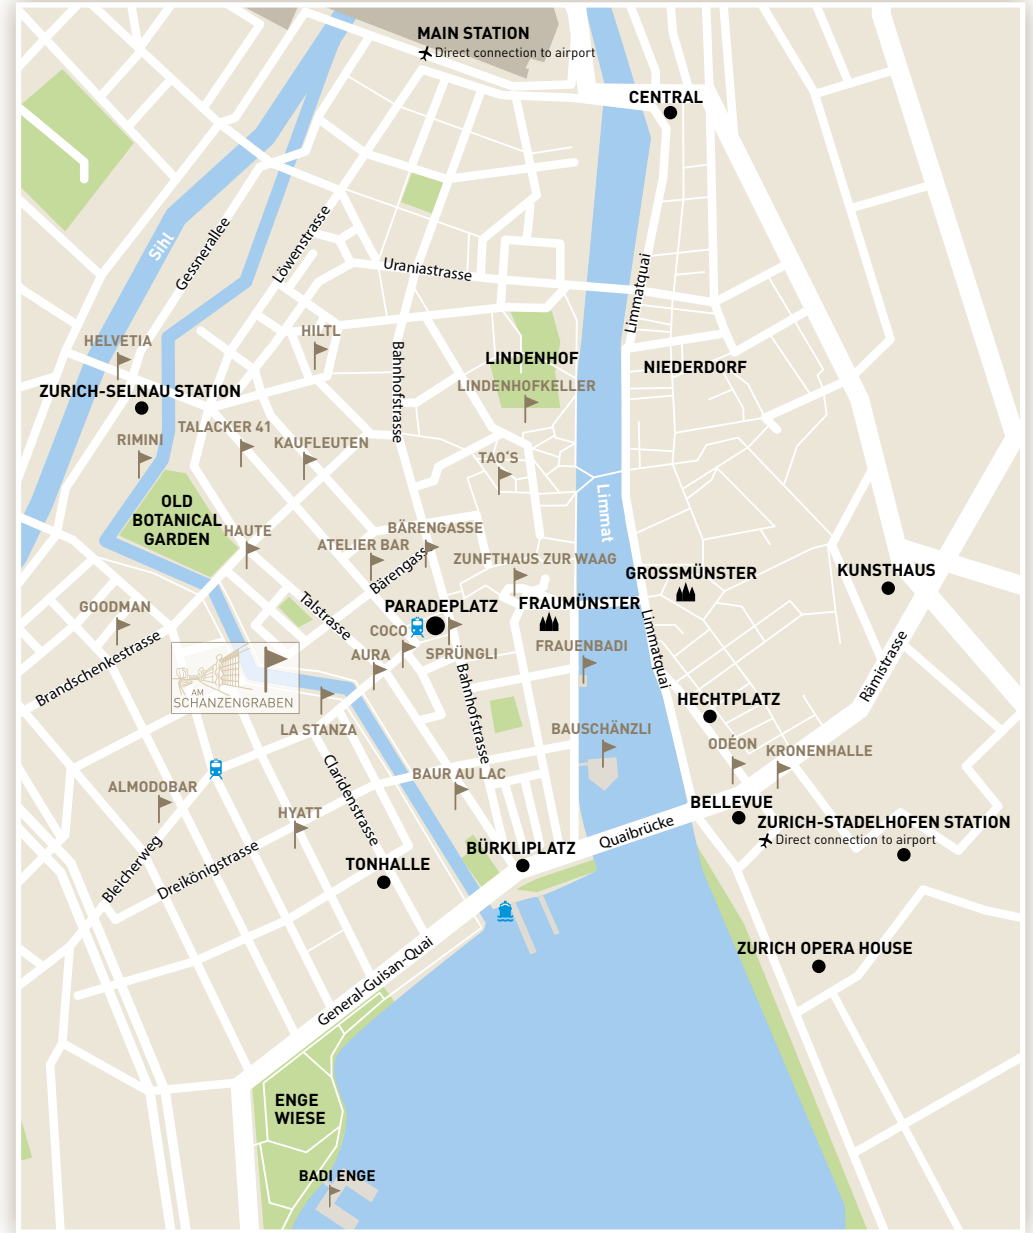 MAIN STATION
Direct connection to airport
CENTRAL
Sihl
Gessnerallee
Löwenstrasse
Uraniastrasse
Limmatquai
HELVETIA
HILTL
Bahnhofstrasse
LINDENHOF
NIEDERDORF
LINDENHOFKELLER
ZURICH-SELNAU STATION
TALACKER 41
RIMINI
KAUFLEUTEN
TAO'S
OLD
BOTANICAL
GARDEN
Limmat
HAUTE
BÄRENGASSE
ATELIER BAR
Bärengass
ZUNFTHAUS ZUR WAAG
GROSSMÜNSTER
KUNSTHAUS
GOODMAN
Talstrasse
PARADEPLATZ
FRAUMÜNSTER
COCO
Limmatquai
Brandschenkestrasse
AURA
SPRÜNGLI
FRAUENBADI
Rämistrasse
AM
SCHANZENGRABEN
Bahnhofstrasse
HECHTPLATZ
LA STANZA
BAUSCHÄNZLI
ODÉON
KRONENHALLE
Claridenstrasse
BAUR AU LAC
ALMODOBAR
HYATT
BELLEVUE
ZURICH-STADELHOFEN STATION
Direct connection to airport
Quaibrücke
BÜRKLIPLATZ
TONHALLE
Bleicherweg
Dreikönigstrasse
General-Guisan-Quai
ZURICH OPERA HOUSE
ENGE
WIESE
BADI ENGE